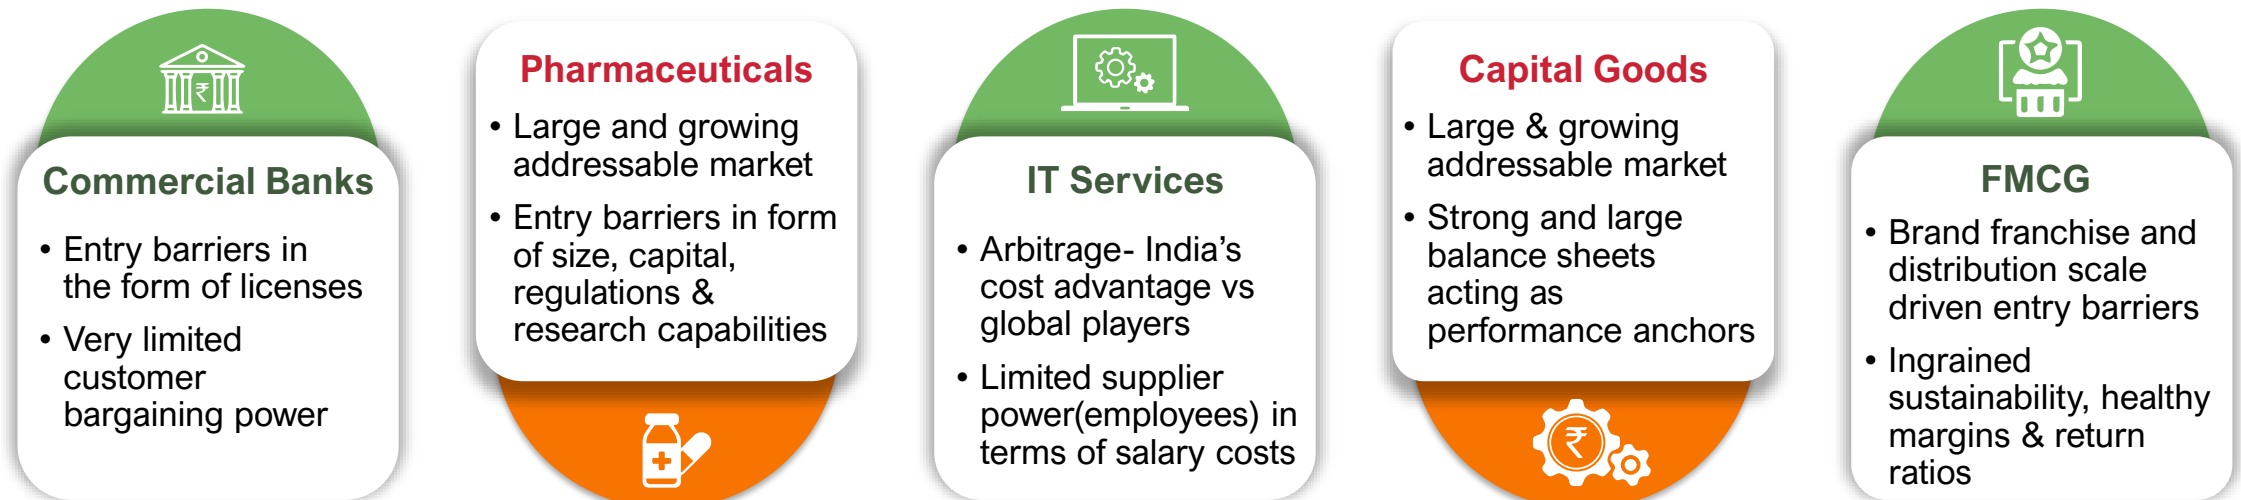 Commercial Banks
• Entry barriers in
the form of licenses
• Very limited
customer
bargaining power
Pharmaceuticals
• Large and growing
addressable market
• Entry barriers in form
of size, capital,
regulations &
research capabilities
IT Services
• Arbitrage- India’s
cost advantage vs
global players
• Limited supplier
power(employees) in
terms of salary costs
Capital Goods
• Large & growing
addressable market
• Strong and large
balance sheets
acting as
performance anchors
FMCG
• Brand franchise and
distribution scale
driven entry barriers
• Ingrained
sustainability, healthy
margins & return
ratios